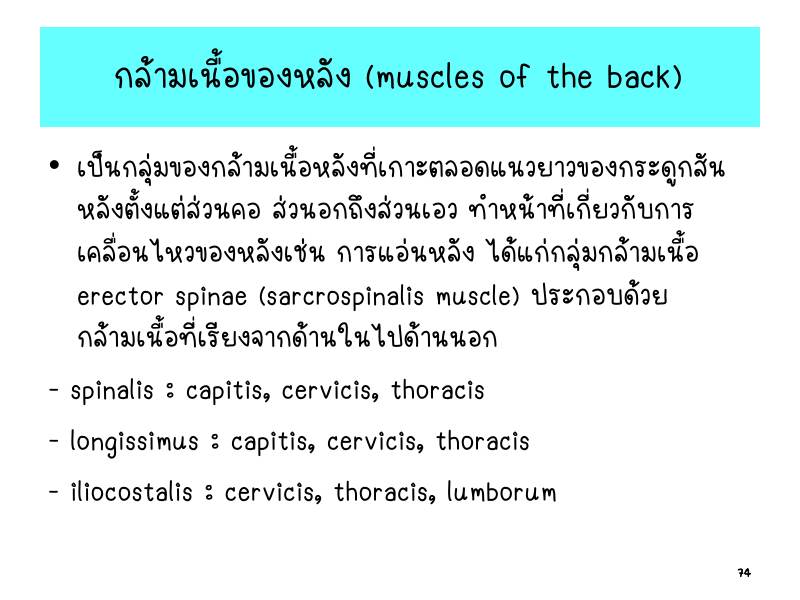 กล้ามเนื้อของหลัง (muscles of the back)
• เป็นกลุ่มของกล้ามเนื้อหลังที่เกาะตลอดแนวยาวของกระดูกสัน
หลังตั้งแต่ส่วนคอ ส่วนอกถึงส่วนเอว ทำหน้าที่เกี่ยวกับการ
เคลื่อนไหวของหลังเช่น การแอ่นหลัง ได้แก่กลุ่มกล้ามเนื้อ
erector spinae (sarcrospinalis muscle) ประกอบด้วย
กล้ามเนื้อที่เรียงจากด้านในไปด้านนอก
- spinalis : capitis, cervicis, thoracis
- longissimus : capitis, cervicis, thoracis
- iliocostalis : cervicis, thoracis, lumborum
74